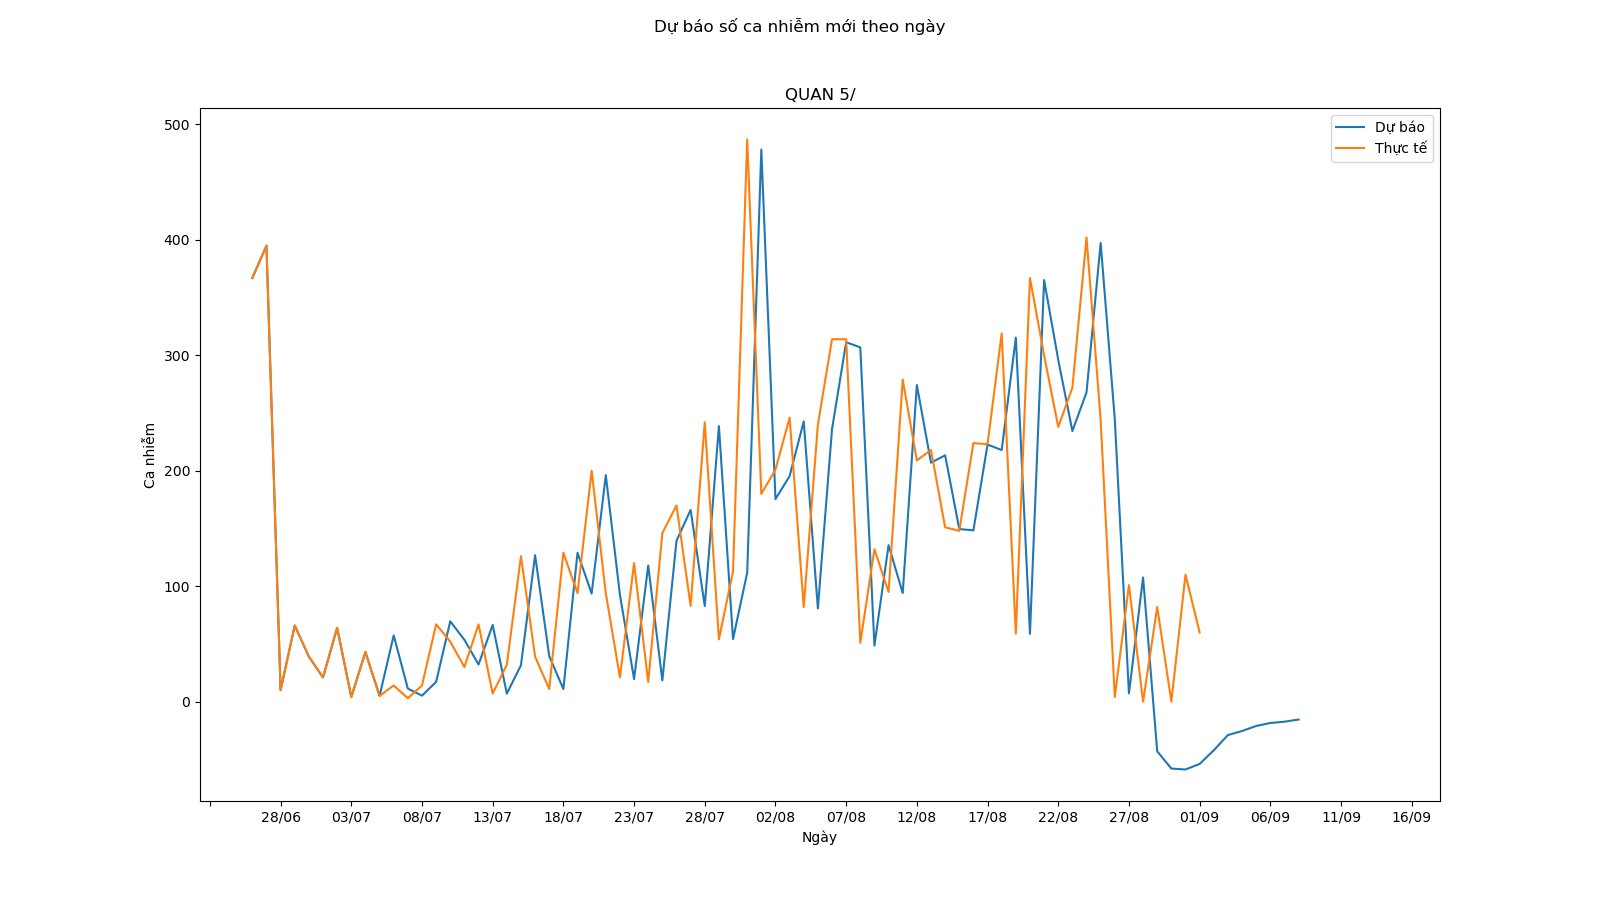 Dự báo số ca nhiễm mới theo ngày
QUAN 5/
Dự báo
Thực tế
500
400
300
200
100
0
Ca nhiễm
28/06 03/07 08/07 13/07 18/07 23/07 28/07 02/08 07/08 12/08 17/08 22/08 27/08 01/09 06/09 11/09 16/09
Ngày